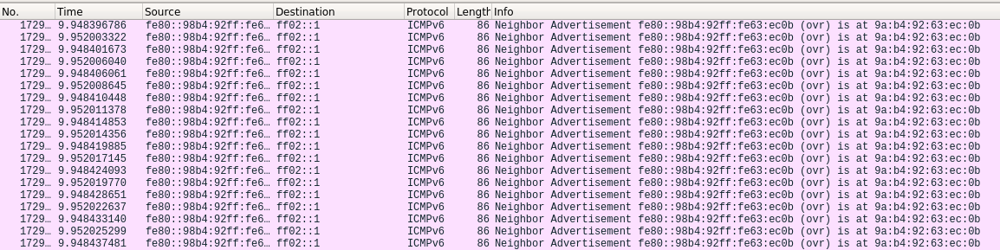 No. Time Source Destination Protocol Length Info
1729… 9.948396786 fe80::98b4:92ff:fe6… ff02::1 ICMPv6 86 Neighbor Advertisement fe80::98b4:92ff:fe63:ec0b (ovr) is at 9a:b4:92:63:ec:0b
1729… 9.952003322 fe80::98b4:92ff:fe6… ff02::1 ICMPv6 86 Neighbor Advertisement fe80::98b4:92ff:fe63:ec0b (ovr) is at 9a:b4:92:63:ec:0b
1729… 9.948401673 fe80::98b4:92ff:fe6… ff02::1 ICMPv6 86 Neighbor Advertisement fe80::98b4:92ff:fe63:ec0b (ovr) is at 9a:b4:92:63:ec:0b
1729… 9.952006040 fe80::98b4:92ff:fe6… ff02::1 ICMPv6 86 Neighbor Advertisement fe80::98b4:92ff:fe63:ec0b (ovr) is at 9a:b4:92:63:ec:0b
1729… 9.948406061 fe80::98b4:92ff:fe6… ff02::1 ICMPv6 86 Neighbor Advertisement fe80::98b4:92ff:fe63:ec0b (ovr) is at 9a:b4:92:63:ec:0b
1729… 9.952008645 fe80::98b4:92ff:fe6… ff02::1 ICMPv6 86 Neighbor Advertisement fe80::98b4:92ff:fe63:ec0b (ovr) is at 9a:b4:92:63:ec:0b
1729… 9.948410448 fe80::98b4:92ff:fe6… ff02::1 ICMPv6 86 Neighbor Advertisement fe80::98b4:92ff:fe63:ec0b (ovr) is at 9a:b4:92:63:ec:0b
1729… 9.952011378 fe80::98b4:92ff:fe6… ff02::1 ICMPv6 86 Neighbor Advertisement fe80::98b4:92ff:fe63:ec0b (ovr) is at 9a:b4:92:63:ec:0b
1729… 9.948414853 fe80::98b4:92ff:fe6… ff02::1 ICMPv6 86 Neighbor Advertisement fe80::98b4:92ff:fe63:ec0b (ovr) is at 9a:b4:92:63:ec:0b
1729… 9.952014356 fe80::98b4:92ff:fe6… ff02::1 ICMPv6 86 Neighbor Advertisement fe80::98b4:92ff:fe63:ec0b (ovr) is at 9a:b4:92:63:ec:0b
1729… 9.948419885 fe80::98b4:92ff:fe6… ff02::1 ICMPv6 86 Neighbor Advertisement fe80::98b4:92ff:fe63:ec0b (ovr) is at 9a:b4:92:63:ec:0b
1729… 9.952017145 fe80::98b4:92ff:fe6… ff02::1 ICMPv6 86 Neighbor Advertisement fe80::98b4:92ff:fe63:ec0b (ovr) is at 9a:b4:92:63:ec:0b
1729… 9.948424093 fe80::98b4:92ff:fe6… ff02::1 ICMPv6 86 Neighbor Advertisement fe80::98b4:92ff:fe63:ec0b (ovr) is at 9a:b4:92:63:ec:0b
1729… 9.952019770 fe80::98b4:92ff:fe6… ff02::1 ICMPv6 86 Neighbor Advertisement fe80::98b4:92ff:fe63:ec0b (ovr) is at 9a:b4:92:63:ec:0b
1729… 9.948428651 fe80::98b4:92ff:fe6… ff02::1 ICMPv6 86 Neighbor Advertisement fe80::98b4:92ff:fe63:ec0b (ovr) is at 9a:b4:92:63:ec:0b
1729… 9.952022637 fe80::98b4:92ff:fe6… ff02::1 ICMPv6 86 Neighbor Advertisement fe80::98b4:92ff:fe63:ec0b (ovr) is at 9a:b4:92:63:ec:0b
1729… 9.948433140 fe80::98b4:92ff:fe6… ff02::1 ICMPv6 86 Neighbor Advertisement fe80::98b4:92ff:fe63:ec0b (ovr) is at 9a:b4:92:63:ec:0b
1729… 9.952025299 fe80::98b4:92ff:fe6… ff02::1 ICMPv6 86 Neighbor Advertisement fe80::98b4:92ff:fe63:ec0b (ovr) is at 9a:b4:92:63:ec:0b
1729… 9.948437481 fe80::98b4:92ff:fe6… ff02::1 ICMPv6 86 Neighbor Advertisement fe80::98b4:92ff:fe63:ec0b (ovr) is at 9a:b4:92:63:ec:0b